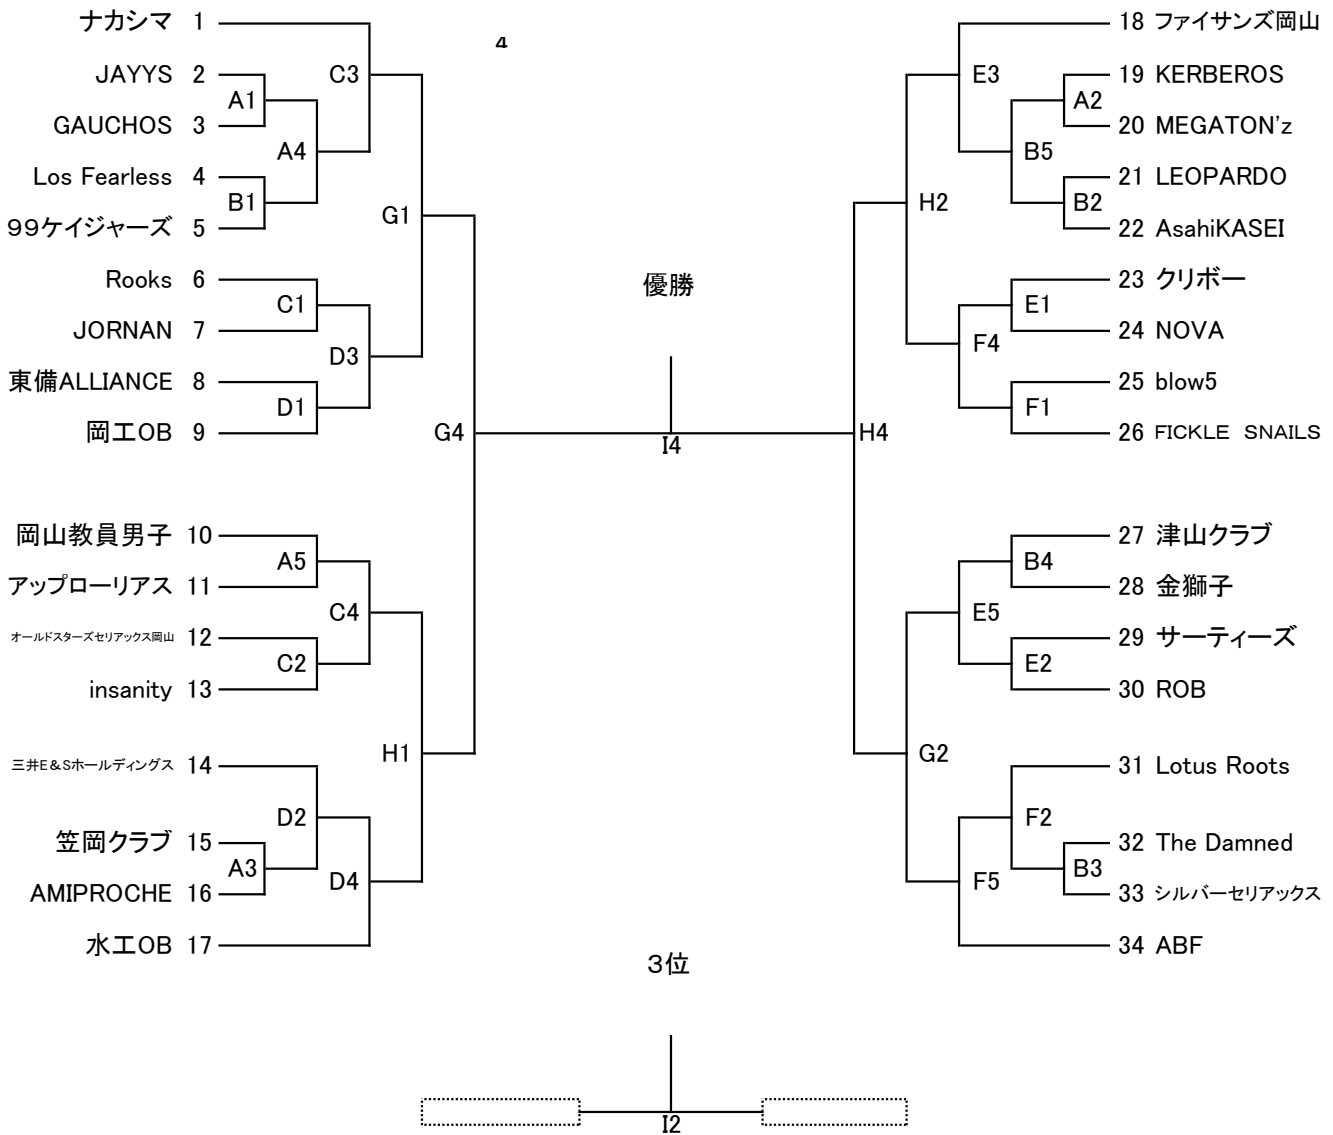 4
ナカシマ 1
JAYYS 2
GAUCHOS 3
Los Fearless 4
99ケイジャーズ 5
Rooks 6
JORNAN 7
東備ALLIANCE 8
岡工OB 9
岡山教員男子 10
アップローリアス 11
オールドスターズセリアックス岡山 12
insanity 13
三井E&Sホールディングス 14
笠岡クラブ 15
AMIPROCHE 16
水工OB 17
A1
B1
A4
C3
C1
D1
D3
G1
A5
C2
C4
A3
D2
D4
H1
G4
優勝
I4
3位
I2
H4
H2
E3
B5
A2
B2
F4
E1
F1
G2
E5
B4
E2
F5
F2
B3
18 ファイサンズ岡山
19 KERBEROS
20 MEGATON'z
21 LEOPARDO
22 AsahiKASEI
23 クリボー
24 NOVA
25 blow5
26 FICKLE SNAILS
27 津山クラブ
28 金獅子
29 サーティーズ
30 ROB
31 Lotus Roots
32 The Damned
33 シルバーセリアックス
34 ABF